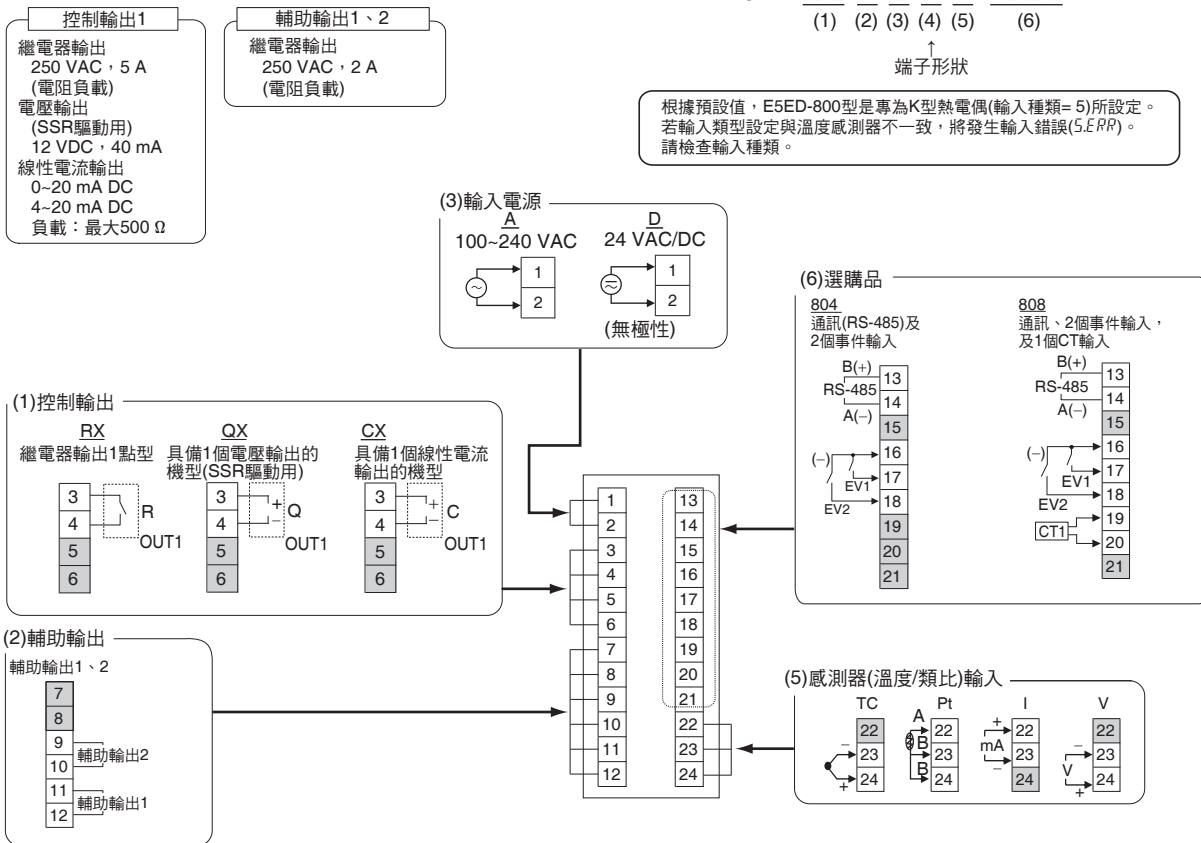 控制輸出1
繼電器輸出
250 VAC，5 A
(電阻負載)
電壓輸出
(SSR驅動用)
12 VDC，40 mA
線性電流輸出
0~20 mA DC
4~20 mA DC
負載：最大500 Ω
輔助輸出1、2
繼電器輸出
250 VAC，2 A
(電阻負載)
(1) (2) (3) (4) (5) (6)
↑
端子形狀
根據預設值，E5ED-800型是專為K型熱電偶(輸入種類= 5)所設定。
若輸入類型設定與溫度感測器不一致，將發生輸入錯誤(S.ERR)。
請檢查輸入種類。
(3)輸入電源
A
100~240 VAC
1
2
D
24 VAC/DC
1
2
(無極性)
(1)控制輸出
RX
繼電器輸出1點型
3
4
5
6
R
OUT1
QX
具備1個電壓輸出的
機型(SSR驅動用)
3
4
5
6
+
−
Q
OUT1
CX
具備1個線性電流
輸出的機型
3
4
5
6
+
−
C
OUT1
(2)輔助輸出
輔助輸出1、2
7
8
9
10
11
12
輔助輸出2
輔助輸出1
1
2
3
4
5
6
7
8
9
10
11
12
13
14
15
16
17
18
19
20
21
22
23
24
(6)選購品
804
通訊(RS-485)及
2個事件輸入
B(+)
RS-485
A(−)
(−)
EV1
EV2
13
14
15
16
17
18
19
20
21
808
通訊、2個事件輸入，
及1個CT輸入
B(+)
RS-485
A(−)
(−)
EV1
EV2
CT1
13
14
15
16
17
18
19
20
21
(5)感測器(溫度/類比)輸入
TC
22
− 23
+ 24
Pt
A 22
B 23
B 24
I
+ 22
mA
− 23
24
V
22
− 23
V
+ 24